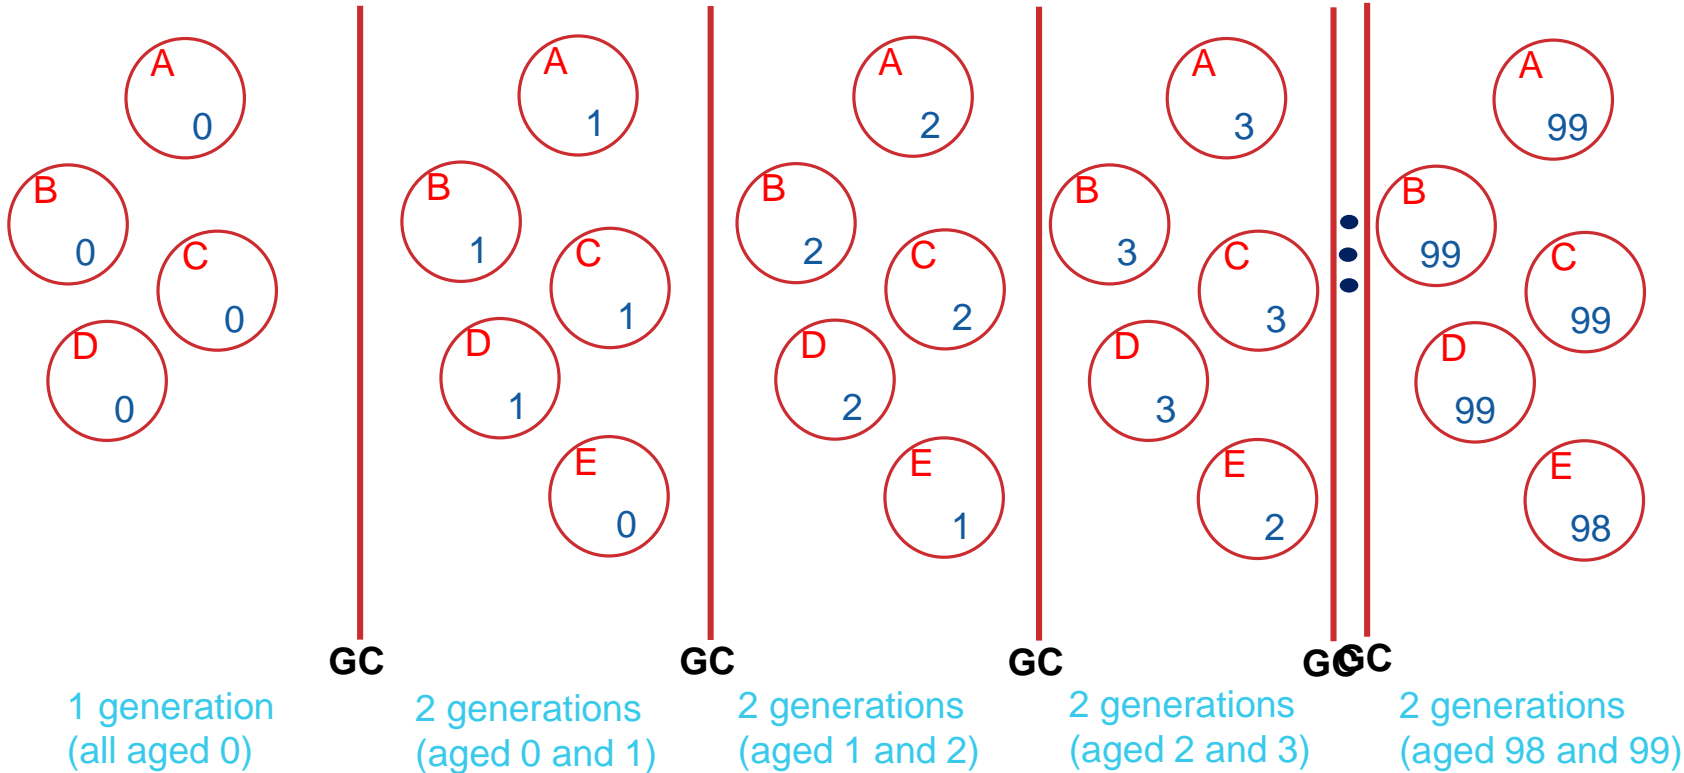 A
0
B
0
C
0
D
0
GC
1 generation
(all aged 0)
A
1
B
1
C
1
D
1
E
0
GC
2 generations
(aged 0 and 1)
A
2
B
2
C
2
D
2
E
1
GC
2 generations
(aged 1 and 2)
A
3
B
3
C
3
D
3
E
2
GC
2 generations
(aged 2 and 3)
GC
A
99
B
99
C
99
D
99
E
98
2 generations
(aged 98 and 99)